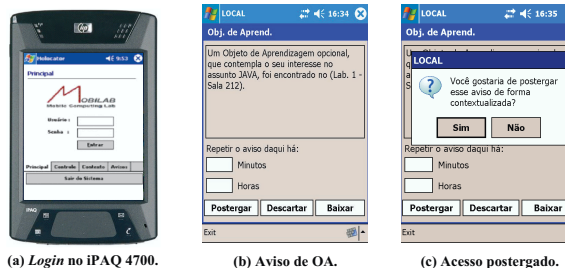 hp
Holocator 9:53
Principal
MOBILAB
Mobile Computing Lab
Usuário :
Senha :
Entrar
Principal Controle Contexto Avisos
Sair do Sistema
iPAQ
(a) Login no iPAQ 4700.
LOCAL 16:34
Obj. de Aprend.
Um Objeto de Aprendizagem opcional,
que contempla o seu interesse no
assunto JAVA, foi encontrado no (Lab. 1 -
Sala 212).
Repetir o aviso daqui há:
Minutos
Horas
Postergar Descartar Baixar
Exit
(b) Aviso de OA.
LOCAL 16:35
Obj. de Aprend.
LOCAL
Você gostaria de postergar
esse aviso de forma
contextualizada?
Sim Não
Repetir o aviso daqui há:
Minutos
Horas
Postergar Descartar Baixar
Exit
(c) Acesso postergado.